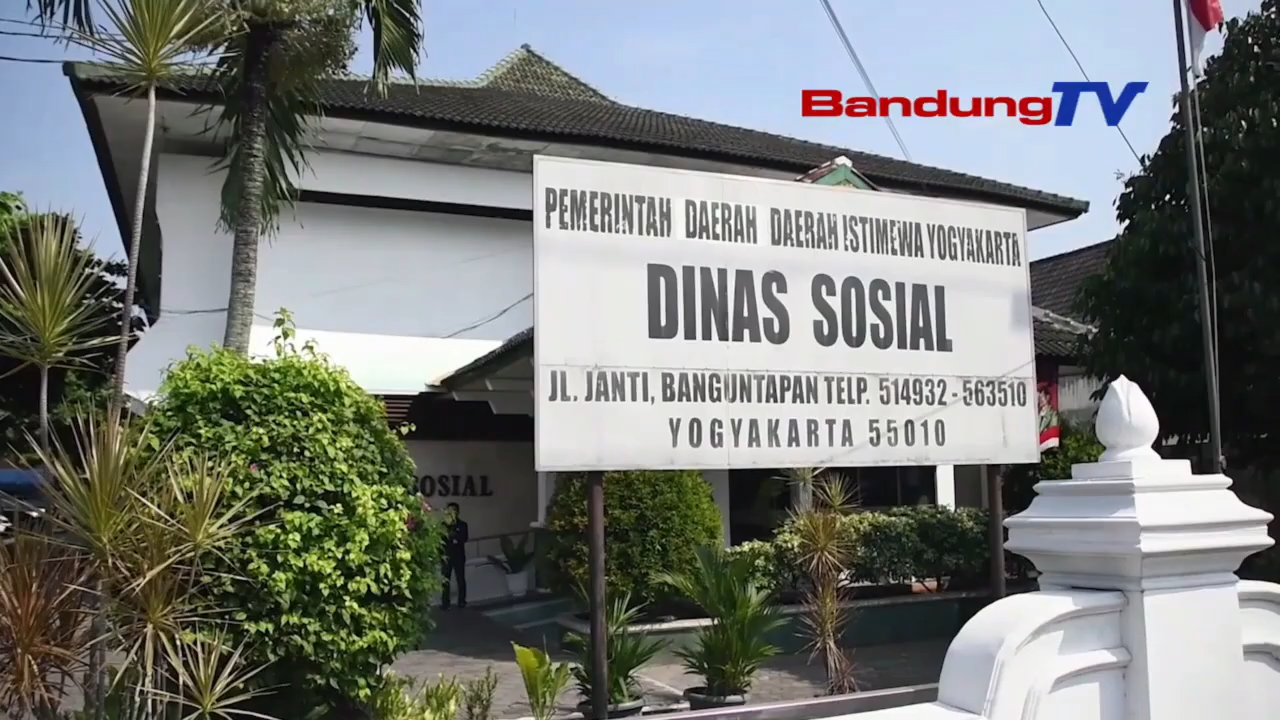 BandungTV
PEMERINTAH DAERAH DAERAH ISTIMEWA YOGYAKARTA
DINAS SOSIAL
JL. JANTI, BANGUNTAPAN TELP. 514932 - 563510
YOGYAKARTA 55010
SOSIAL